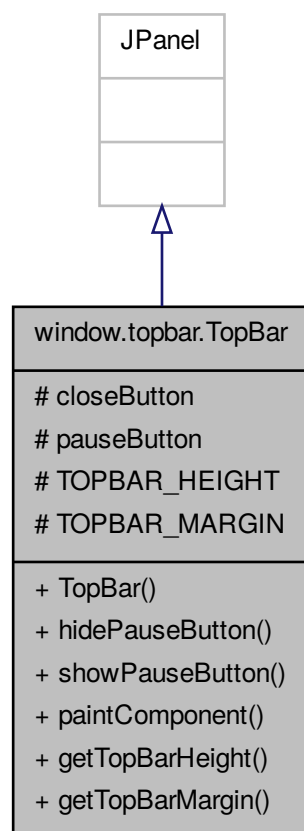 JPanel
window.topbar.TopBar
# closeButton
# pauseButton
# TOPBAR_HEIGHT
# TOPBAR_MARGIN
+ TopBar()
+ hidePauseButton()
+ showPauseButton()
+ paintComponent()
+ getTopBarHeight()
+ getTopBarMargin()